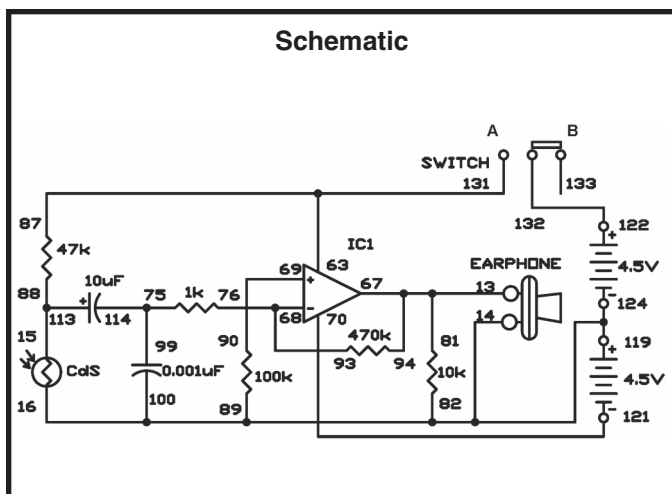 Schematic
A B
SWITCH
131 133
132
87 122
47k 4.5V
IC1
69 63
10uF 67 EARPHONE
88 75 1k 76 13 124
113 114 68 70 14
15 470k 119
99 90 81
CdS 0.001uF 93 94 4.5V
100k 10k
100 82
16 89 121